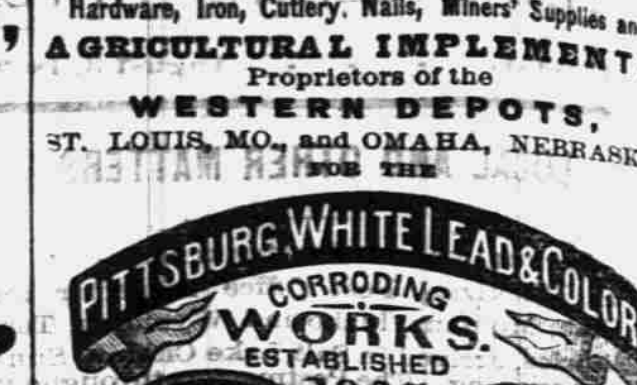 Hardware, Iron, Cutlery. Nails, Miners' Supplies an
AGRICULTURAL IMPLEMENT
Proprietors of the
WESTERN DEPOTS,
ST. LOUIS, MO., and OMAHA, NEBRASK
FOR THE
PITTSBURG, WHITE LEAD & COLOR
CORRODING
WORKS.
ESTABLISHED